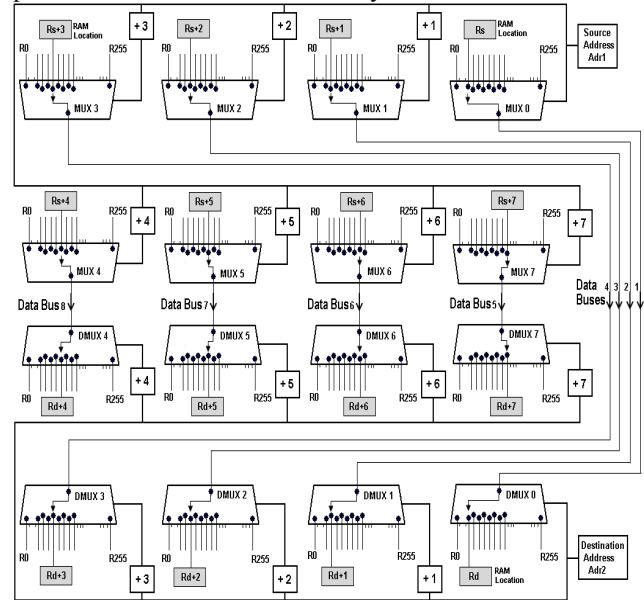 Rs+3 RAM Location +3 Rs+2 +2 Rs+1 +1 Rs RAM Location Source Address Adr1
R0 R255 R0 R255 R0 R255 R0 R255
MUX 3 MUX 2 MUX 1 MUX 0
Rs+4 Rs+5 Rs+6 Rs+7
R0 R255 +4 R0 R255 +5 R0 R255 +6 R0 R255 +7
MUX 4 MUX 5 MUX 6 MUX 7
Data Buses 4 3 2 1
Data Bus 8 Data Bus 7 Data Bus 6 Data Bus 5
DMUX 4 DMUX 5 DMUX 6 DMUX 7
R0 R255 +4 R0 R255 +5 R0 R255 +6 R0 R255 +7
Rd+4 Rd+5 Rd+6 Rd+7
DMUX 3 DMUX 2 DMUX 1 DMUX 0
R0 R255 R0 R255 R0 R255 R0 R255
Rd+3 +3 Rd+2 +2 Rd+1 +1 Rd RAM Location Destination Address Adr2